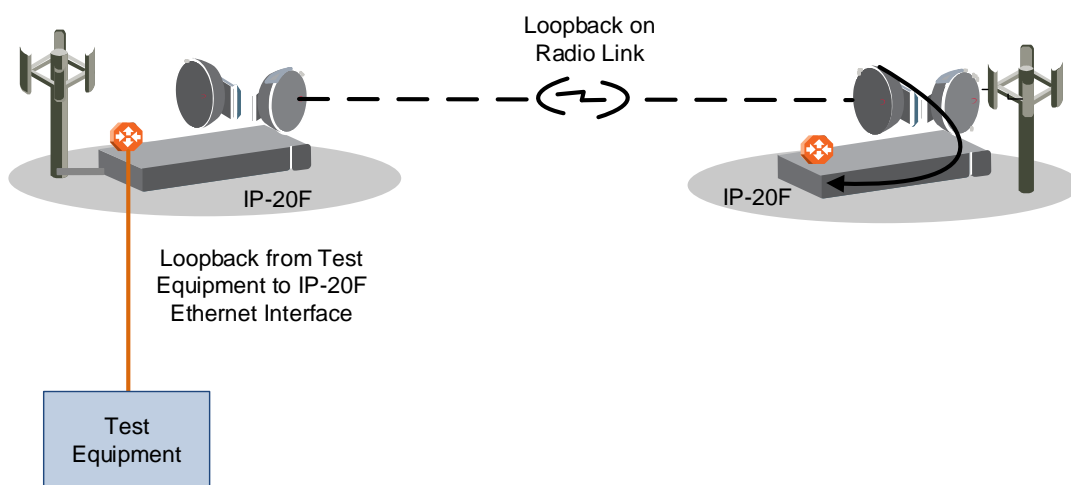 Loopback on
Radio Link
IP-20F
IP-20F
Loopback from Test
Equipment to IP-20F
Ethernet Interface
Test
Equipment